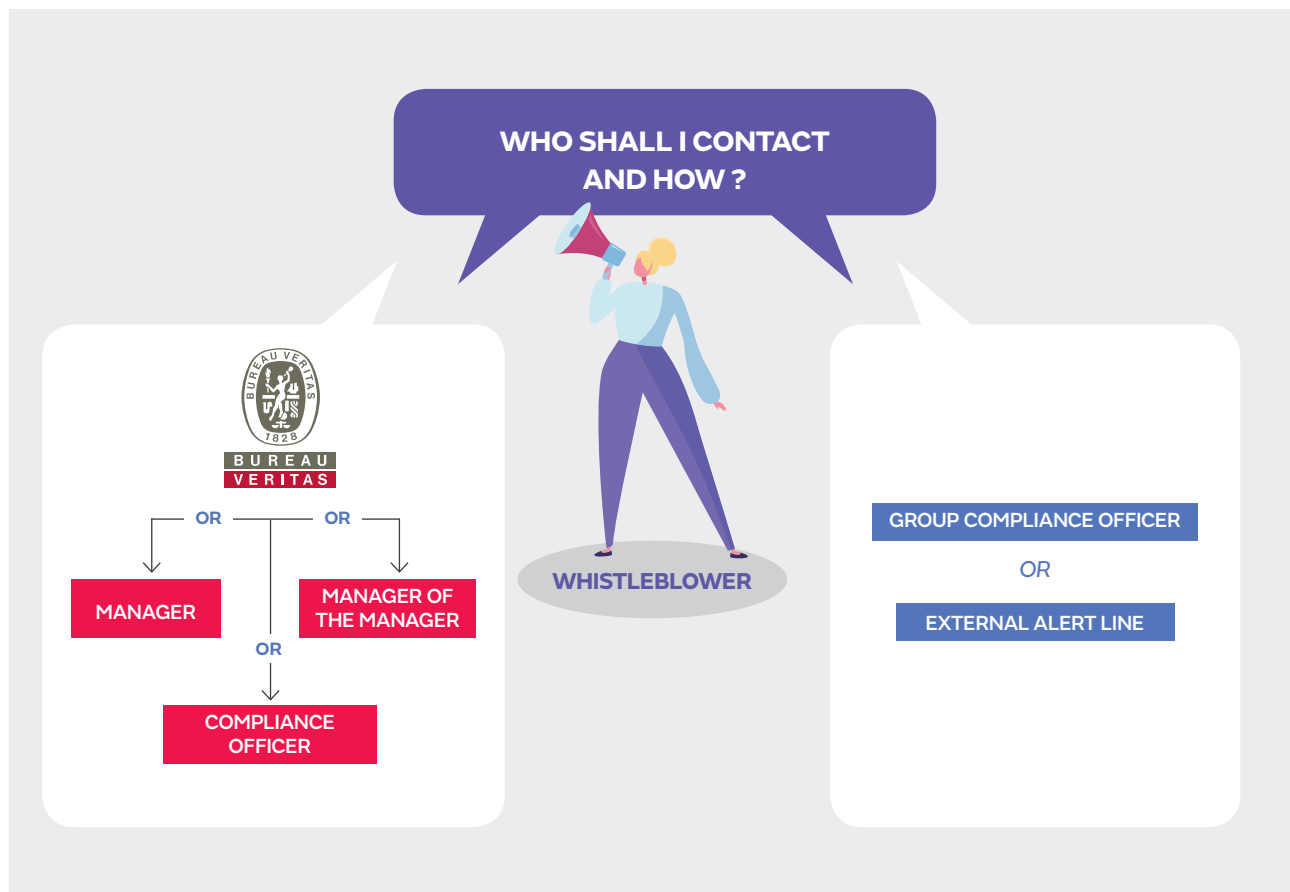 WHO SHALL I CONTACT
AND HOW ?
BUREAU VERITAS
1828
BUREAU
VERITAS
OR
OR
MANAGER
MANAGER OF
THE MANAGER
OR
COMPLIANCE
OFFICER
WHISTLEBLOWER
GROUP COMPLIANCE OFFICER
OR
EXTERNAL ALERT LINE